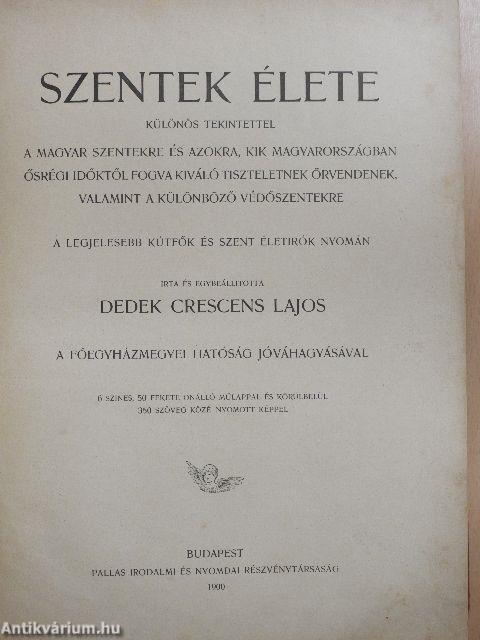 SZENTEK ÉLETE
KÜLÖNÖS TEKINTETTEL
A MAGYAR SZENTEKRE ÉS AZOKRA, KIK MAGYARORSZÁGBAN
ŐSRÉGI IDŐKTŐL FOGVA KIVÁLÓ TISZTELETNEK ÖRVENDENEK,
VALAMINT A KÜLÖNBÖZŐ VÉDŐSZENTEKRE
A LEGJELESEBB KÚTFŐK ÉS SZENT ÉLETIRÓK NYOMÁN
IRTA ÉS EGYBEÁLLITOTTA
DEDEK CRESCENS LAJOS
A FŐEGYHÁZMEGYEI HATÓSÁG JÓVÁHAGYÁSÁVAL
6 SZINES, 50 FEKETE ÖNÁLLÓ MŰLAPPAL ÉS KÖRÜLBELÜL
350 SZÖVEG KÖZÉ NYOMOTT KÉPPEL
BUDAPEST
PALLAS IRODALMI ÉS NYOMDAI RÉSZVÉNYTÁRSASÁG
1900
Antikvárium.hu